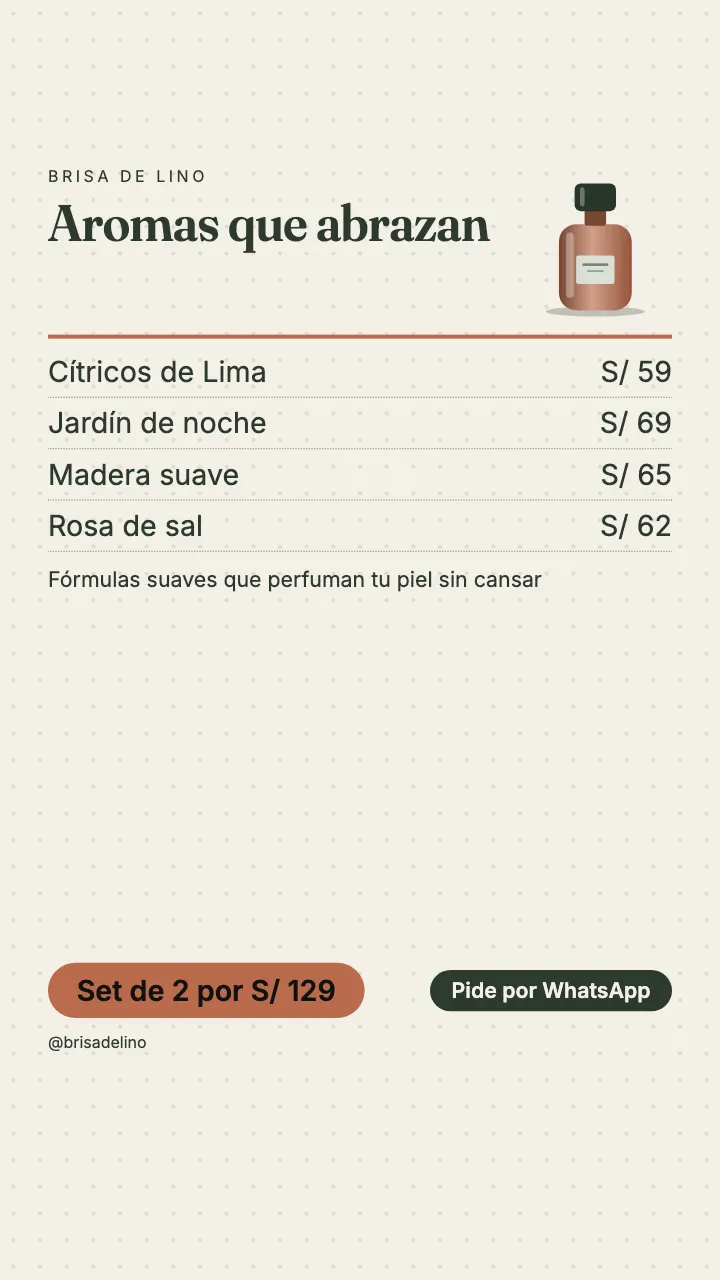 BRISA DE LINO
Aromas que abrazan
Cítricos de Lima S/ 59
Jardín de noche S/ 69
Madera suave S/ 65
Rosa de sal S/ 62
Fórmulas suaves que perfuman tu piel sin cansar
Set de 2 por S/ 129
Pide por WhatsApp
@brisadelino